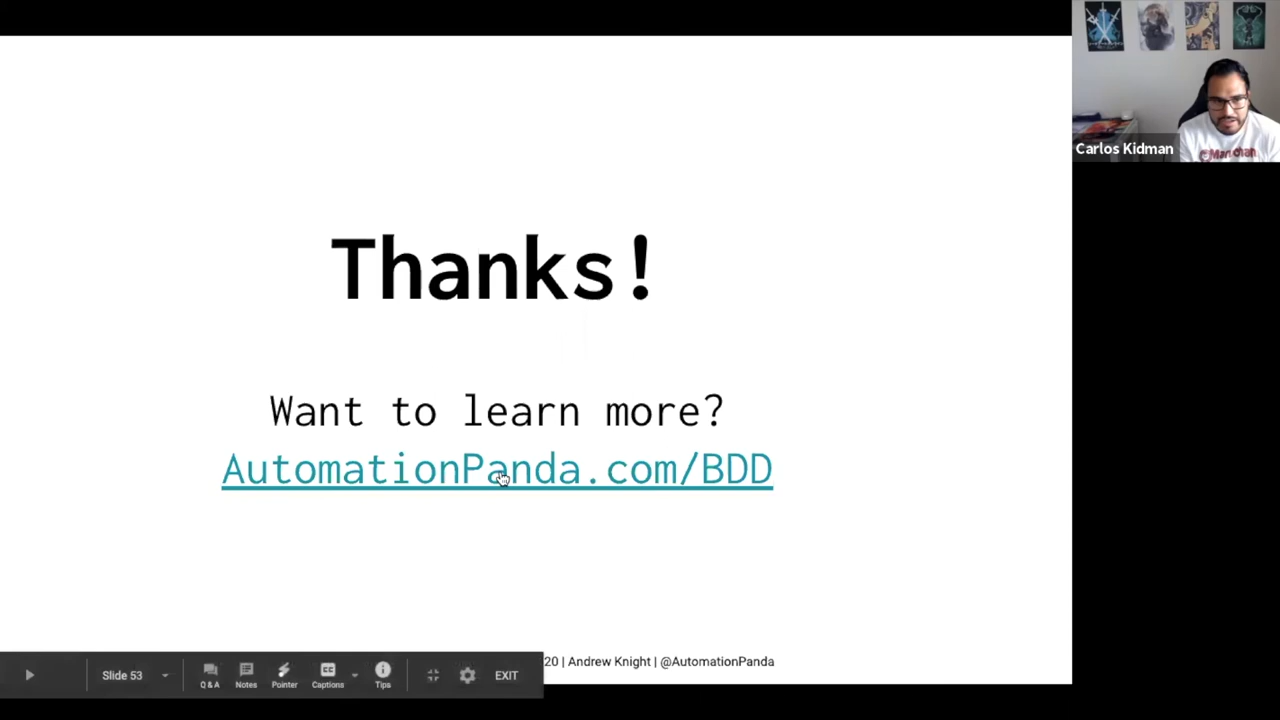 Thanks!
Want to learn more?
AutomationPanda.com/BDD
20 | Andrew Knight | @AutomationPanda
Slide 53
Q & A
Notes
Pointer
CC
Captions
Tips
EXIT
Carlos Kidman